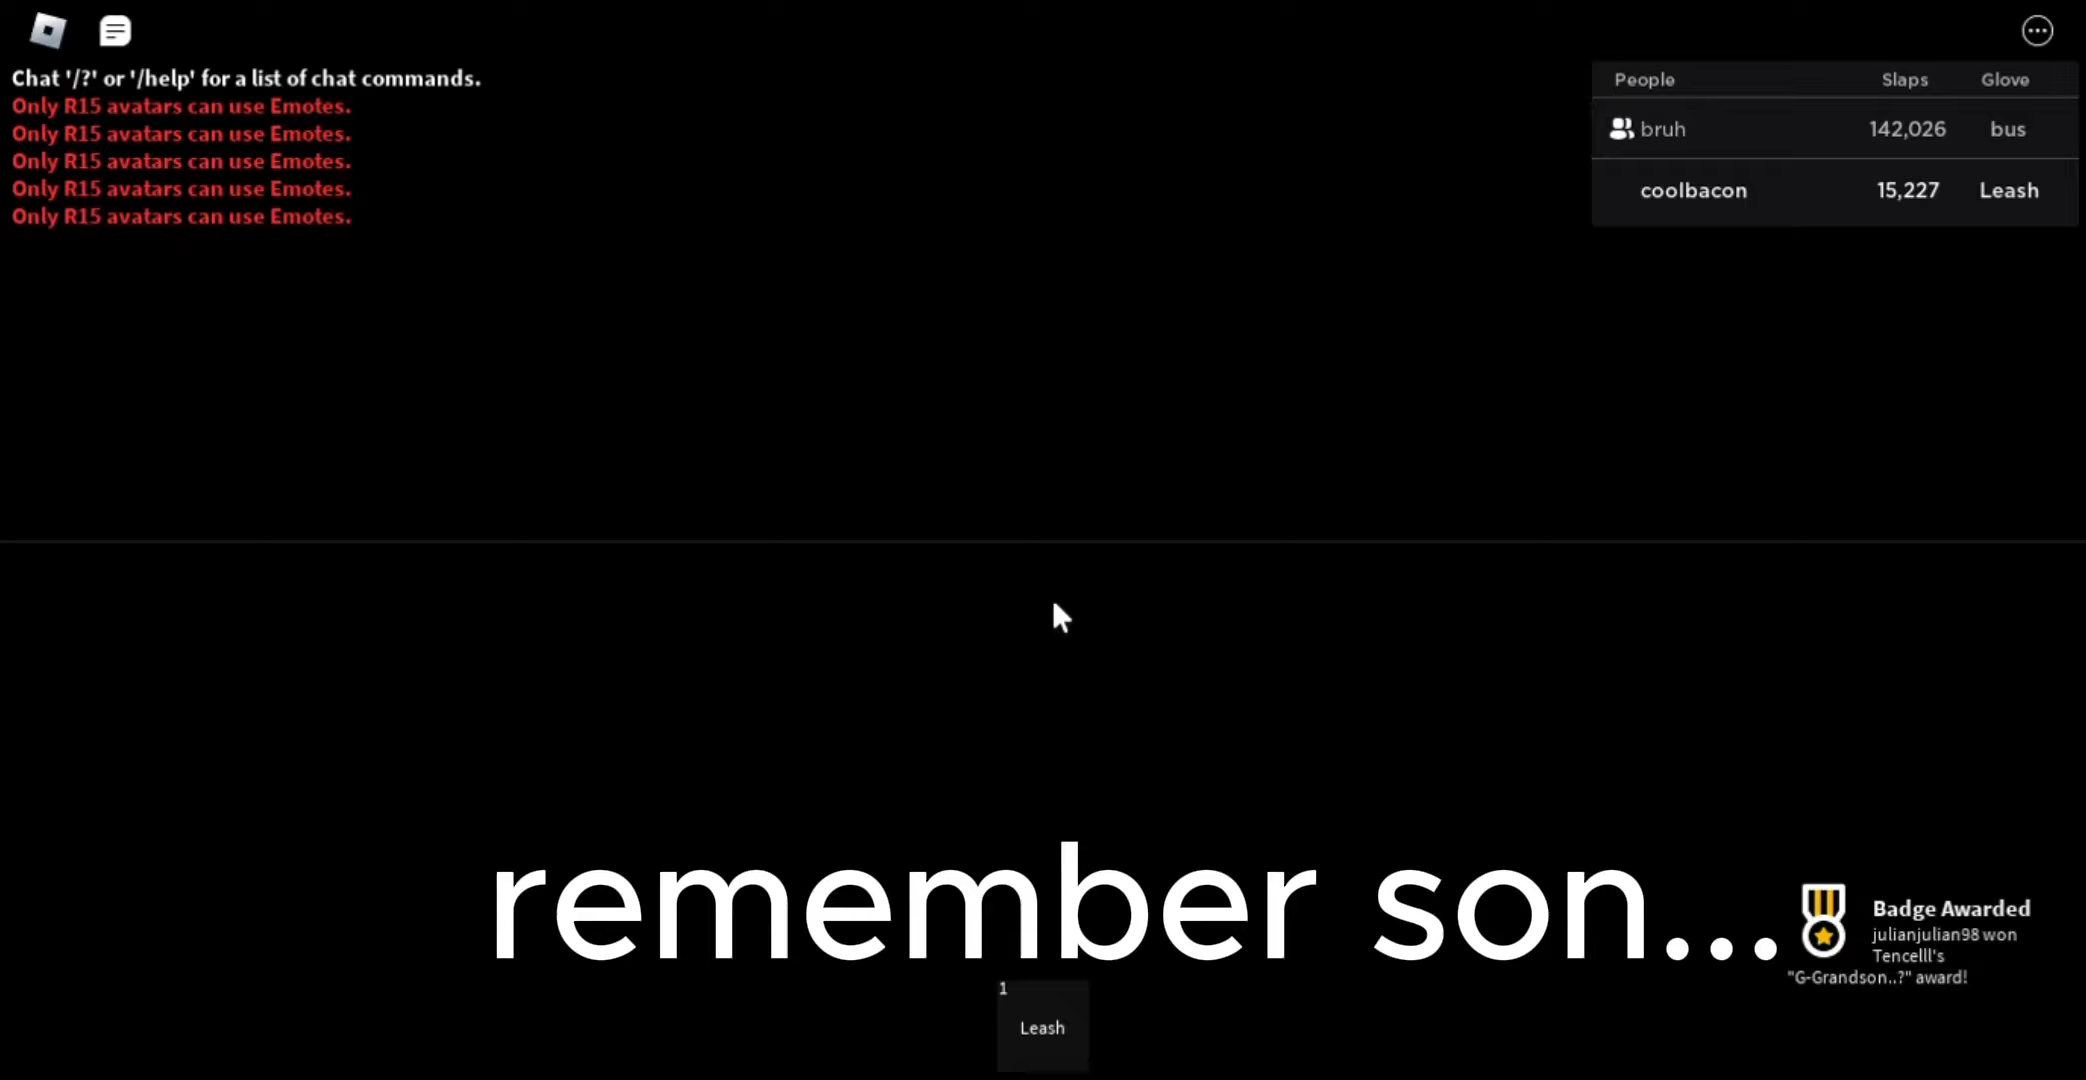 Chat '/?' or '/help' for a list of chat commands.
Only R15 avatars can use Emotes.
Only R15 avatars can use Emotes.
Only R15 avatars can use Emotes.
Only R15 avatars can use Emotes.
Only R15 avatars can use Emotes.
People Slaps Glove
bruh 142,026 bus
coolbacon 15,227 Leash
remember son...
Badge Awarded
julianjulian98 won
Tencelll's
"G-Grandson..?" award!
1
Leash